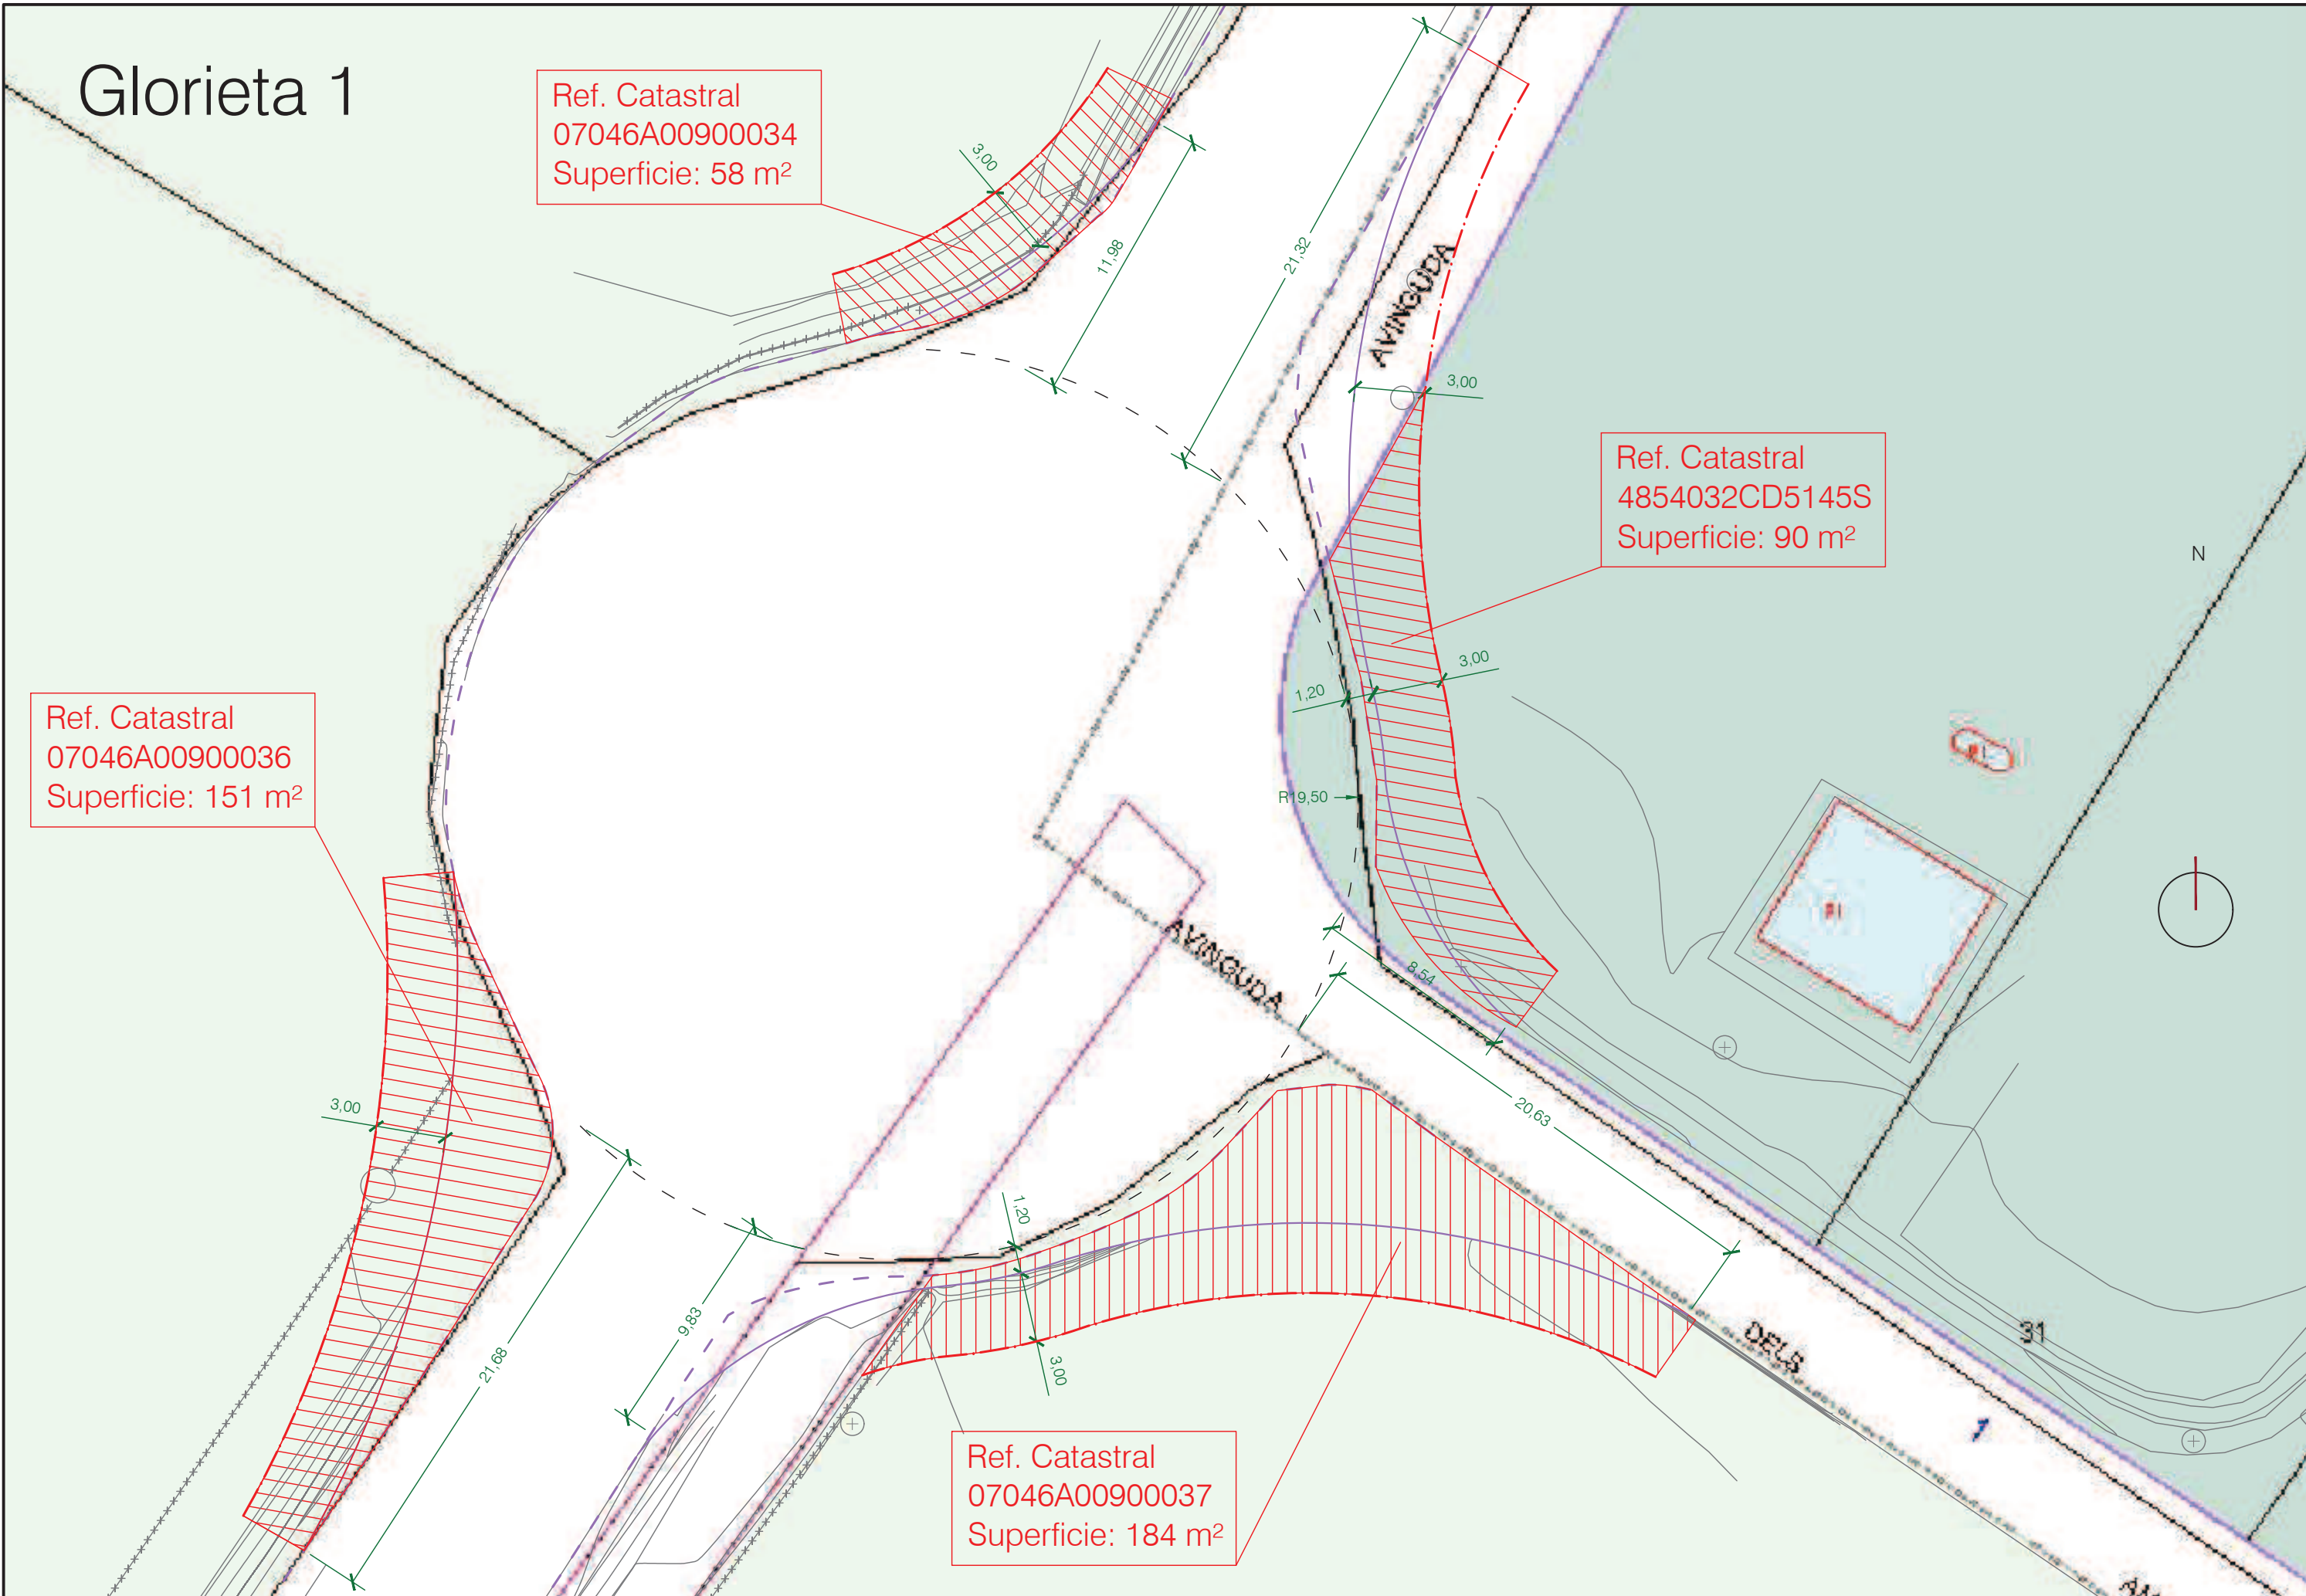 Glorieta 1
Ref. Catastral
07046A00900034
Superficie: 58 m²
3,00
11,98
21,32
AVINGUDA
3,00
Ref. Catastral
4854032CD5145S
Superficie: 90 m²
N
3,00
1,20
R19,50
Ref. Catastral
07046A00900036
Superficie: 151 m²
AVINGUDA
8,54
20,63
3,00
1,20
9,83
21,68
3,00
DELS
31
1
Ref. Catastral
07046A00900037
Superficie: 184 m²